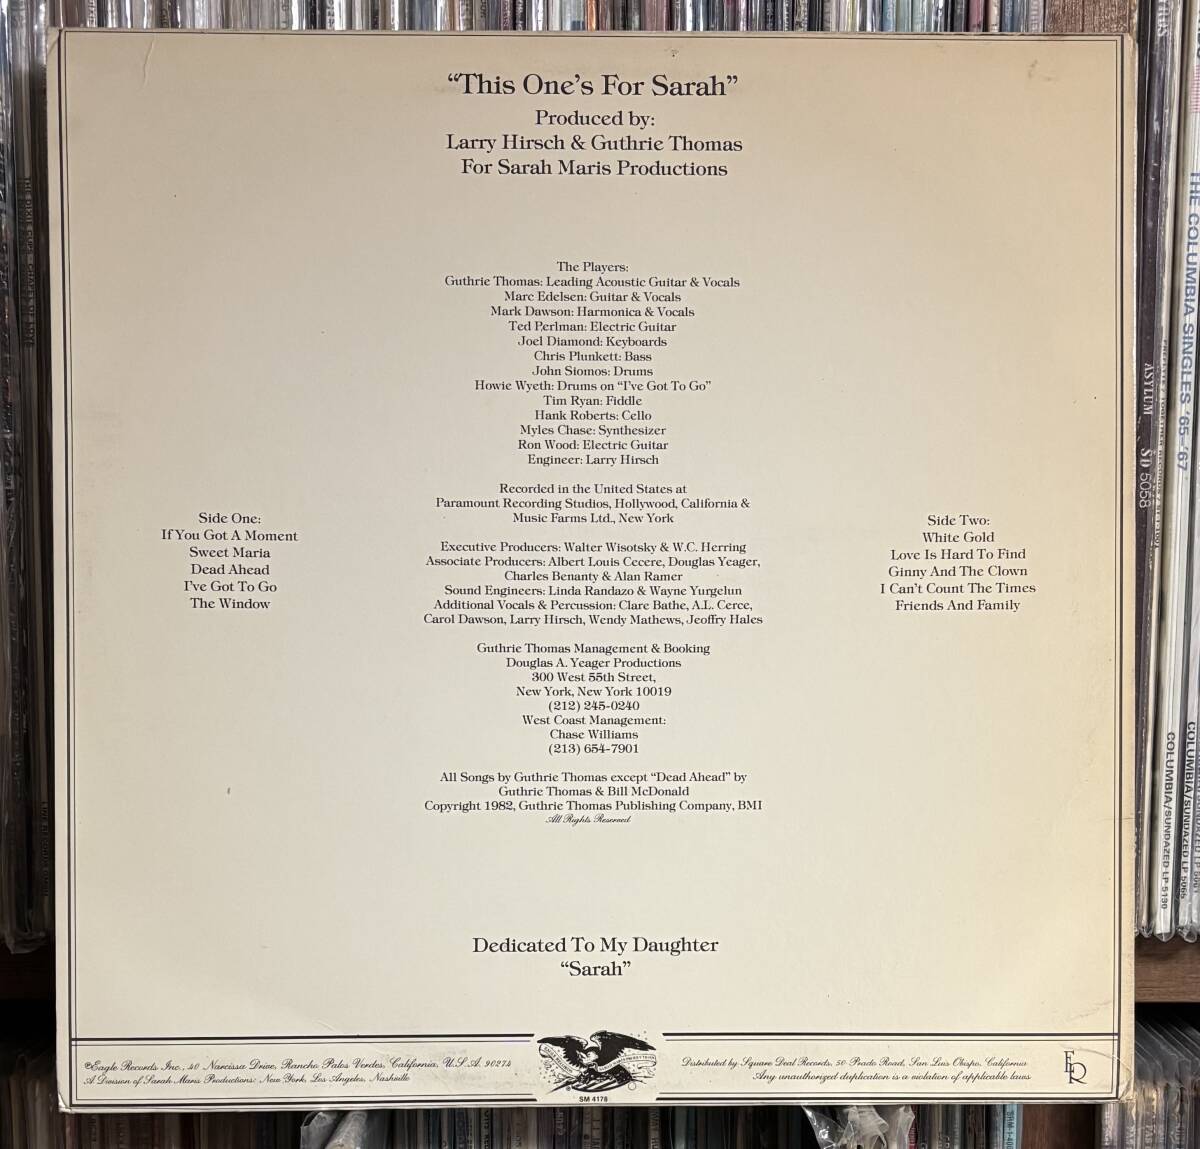 "This One's For Sarah"
Produced by:
Larry Hirsch & Guthrie Thomas
For Sarah Maris Productions
The Players:
Guthrie Thomas: Leading Acoustic Guitar & Vocals
Marc Edelsen: Guitar & Vocals
Mark Dawson: Harmonica & Vocals
Ted Perlman: Electric Guitar
Joel Diamond: Keyboards
Chris Plunkett: Bass
John Siomos: Drums
Howie Wyeth: Drums on "I've Got To Go"
Tim Ryan: Fiddle
Hank Roberts: Cello
Myles Chase: Synthesizer
Ron Wood: Electric Guitar
Engineer: Larry Hirsch
Recorded in the United States at
Paramount Recording Studios, Hollywood, California &
Music Farms Ltd., New York
Executive Producers: Walter Wisotsky & W.C. Herring
Associate Producers: Albert Louis Cecere, Douglas Yeager,
Charles Benanty & Alan Ramer
Sound Engineers: Linda Randazo & Wayne Yurgelun
Additional Vocals & Percussion: Clare Bathe, A.L. Cerce,
Carol Dawson, Larry Hirsch, Wendy Mathews, Jeoffry Hales
Guthrie Thomas Management & Booking
Douglas A. Yeager Productions
300 West 55th Street,
New York, New York 10019
(212) 245-0240
West Coast Management:
Chase Williams
(213) 654-7901
All Songs by Guthrie Thomas except "Dead Ahead" by
Guthrie Thomas & Bill McDonald
Copyright 1982, Guthrie Thomas Publishing Company, BMI
All Rights Reserved
Side One:
If You Got A Moment
Sweet Maria
Dead Ahead
I've Got To Go
The Window
Side Two:
White Gold
Love Is Hard To Find
Ginny And The Clown
I Can't Count The Times
Friends And Family
Dedicated To My Daughter
"Sarah"
℗Eagle Records Inc., 40 Narcissa Drive, Rancho Palos Verdes, California, U.S.A. 90274
A Division of Sarah Maris Productions: New York, Los Angeles, Nashville
SM 4178
Distributed by Square Deal Records, 50 Prado Road, San Luis Obispo, California
Any unauthorized duplication is a violation of applicable laws
ER
THE COLUMBIA SINGLES '65-'67
ASYLUM SD 5058
COLUMBIA/SUNDAZED LP 5130
COLUMBIA/SUNDAZED LP 5066